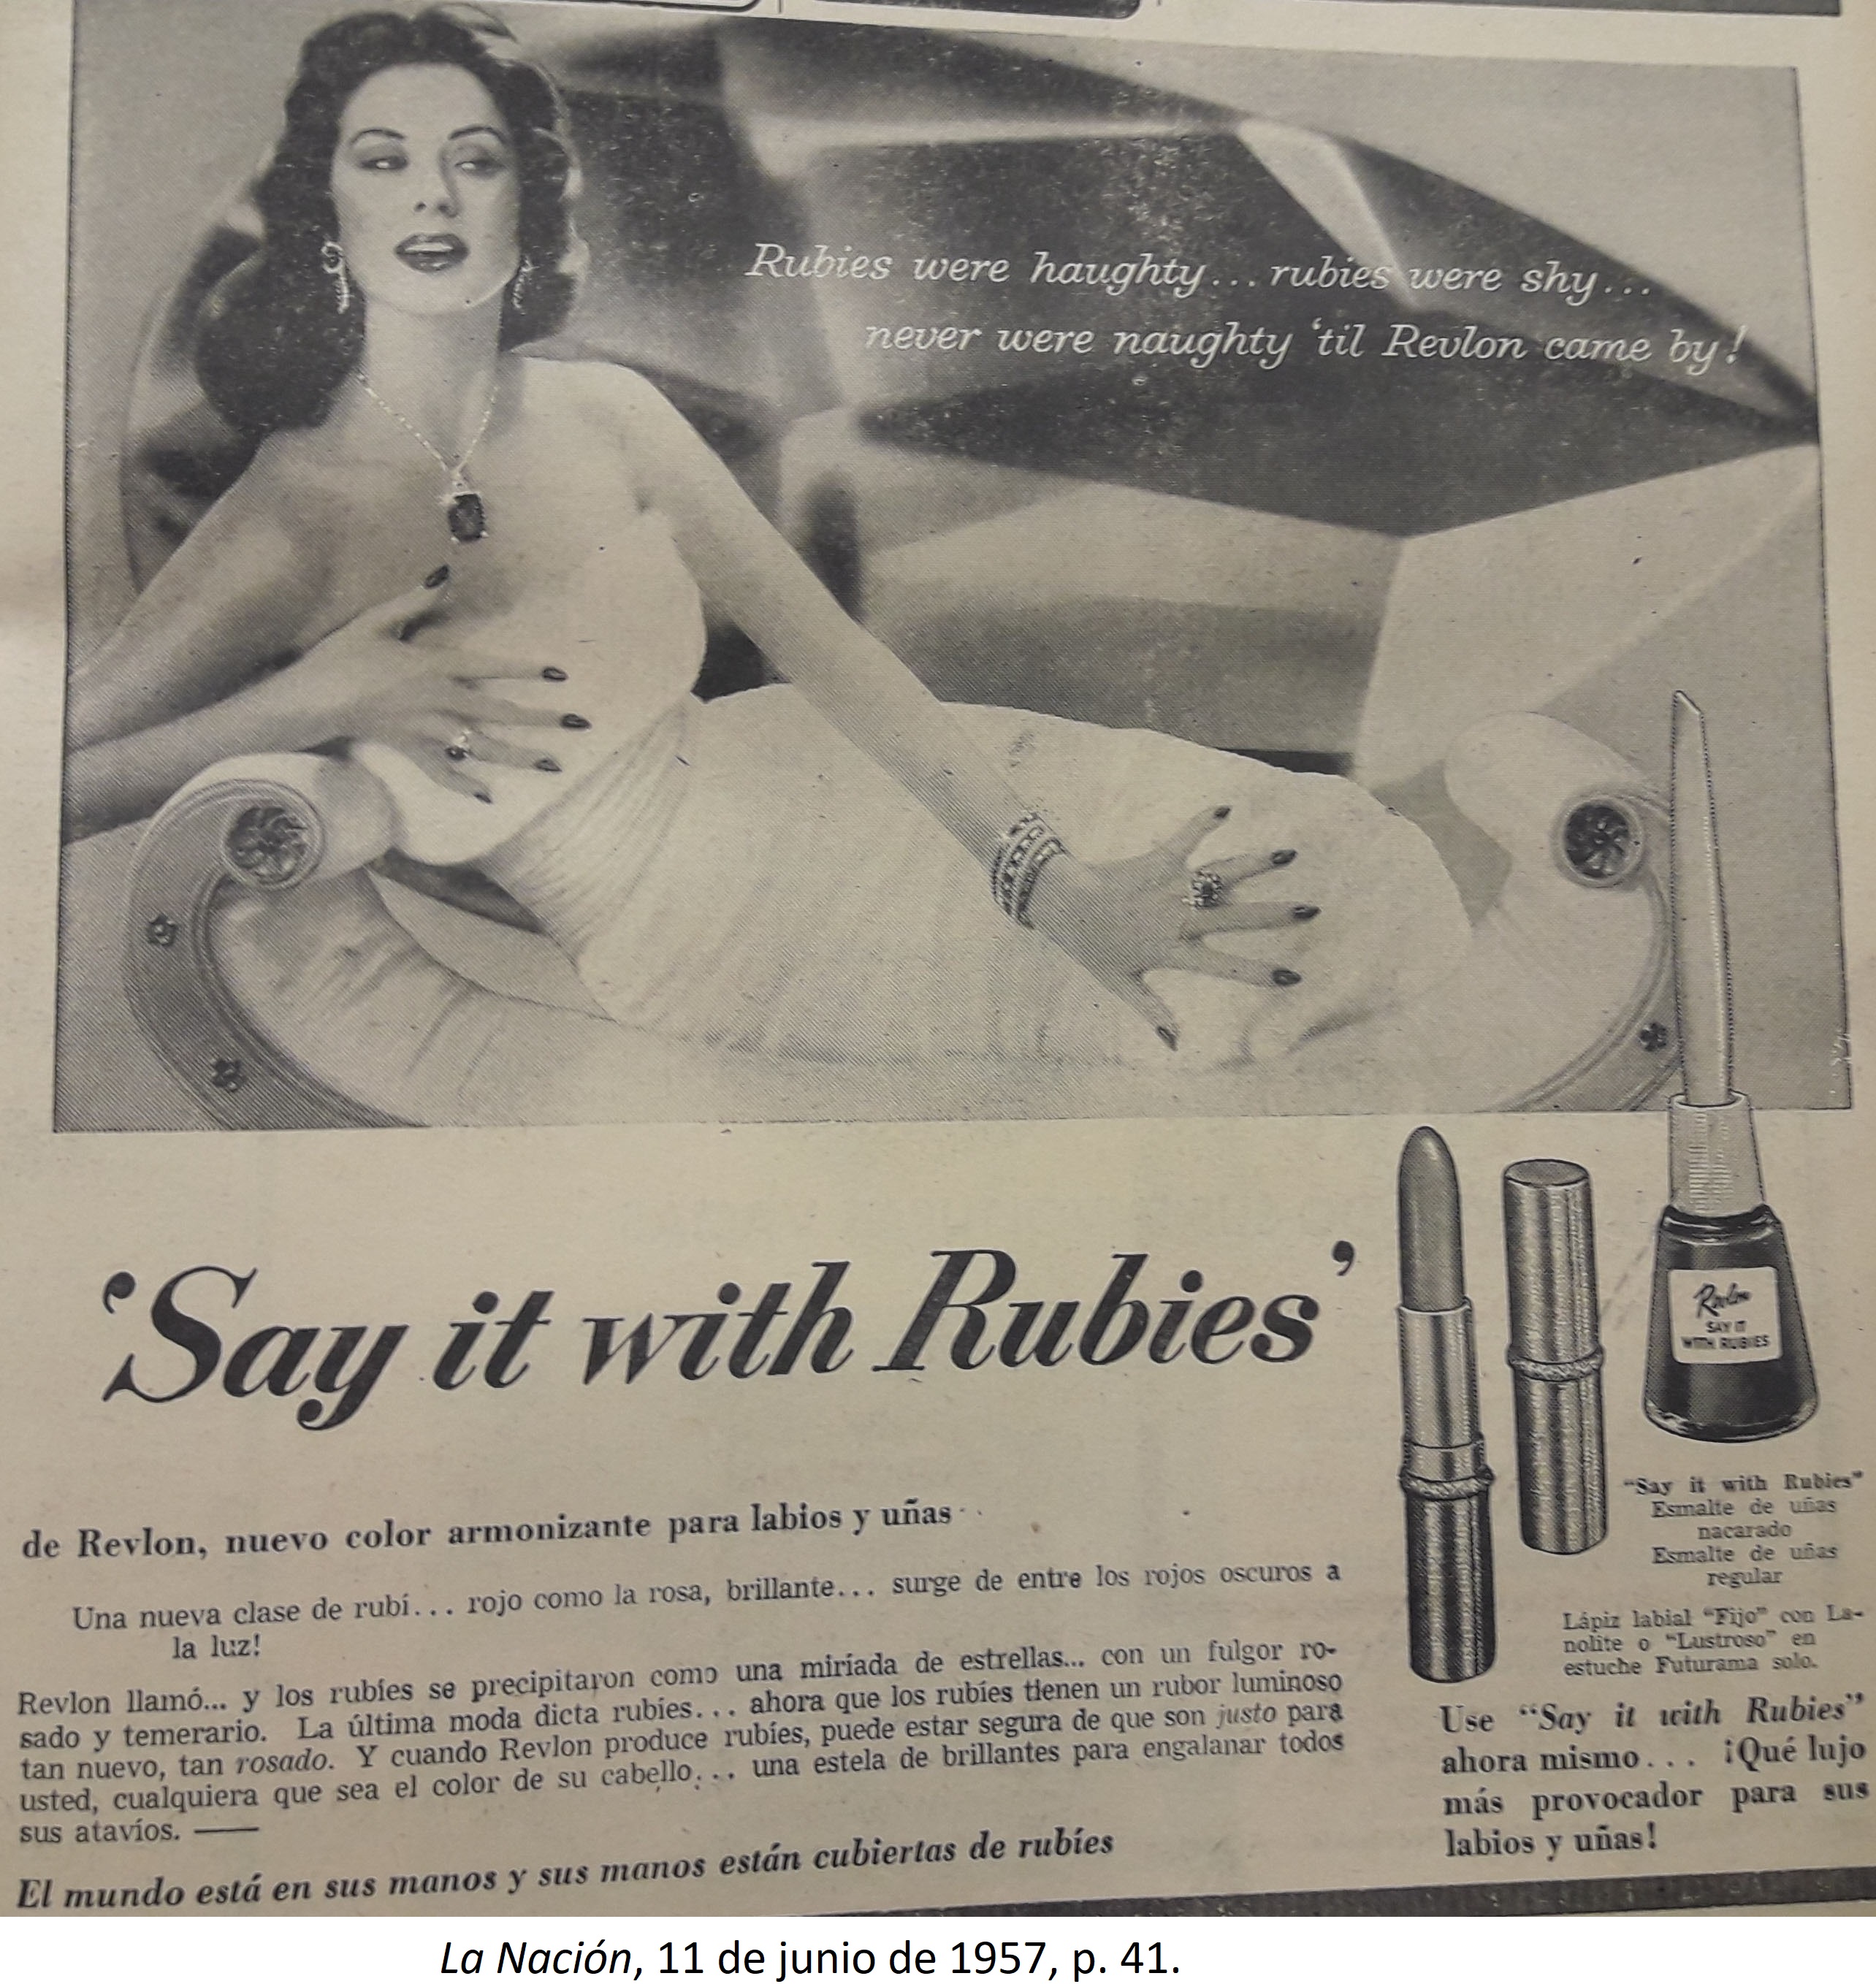 Rubies were haughty... rubies were shy...
never were naughty 'til Revlon came by!
'Say it with Rubies'
de Revlon, nuevo color armonizante para labios y uñas
Una nueva clase de rubí... rojo como la rosa, brillante... surge de entre los rojos oscuros a
la luz!
Revlon llamó... y los rubíes se precipitaron como una miríada de estrellas... con un fulgor ro-
sado y temerario. La última moda dicta rubíes... ahora que los rubíes tienen un rubor luminoso
tan nuevo, tan rosado. Y cuando Revlon produce rubíes, puede estar segura de que son justo para
usted, cualquiera que sea el color de su cabello... una estela de brillantes para engalanar todos
sus atavíos. —
El mundo está en sus manos y sus manos están cubiertas de rubíes
Revlon
SAY IT
WITH RUBIES
"Say it with Rubies"
Esmalte de uñas
nacarado
Esmalte de uñas
regular
Lápiz labial "Fijo" con La-
nolite o "Lustroso" en
estuche Futurama solo.
Use "Say it with Rubies"
ahora mismo... ¡Qué lujo
más provocador para sus
labios y uñas!
La Nación, 11 de junio de 1957, p. 41.